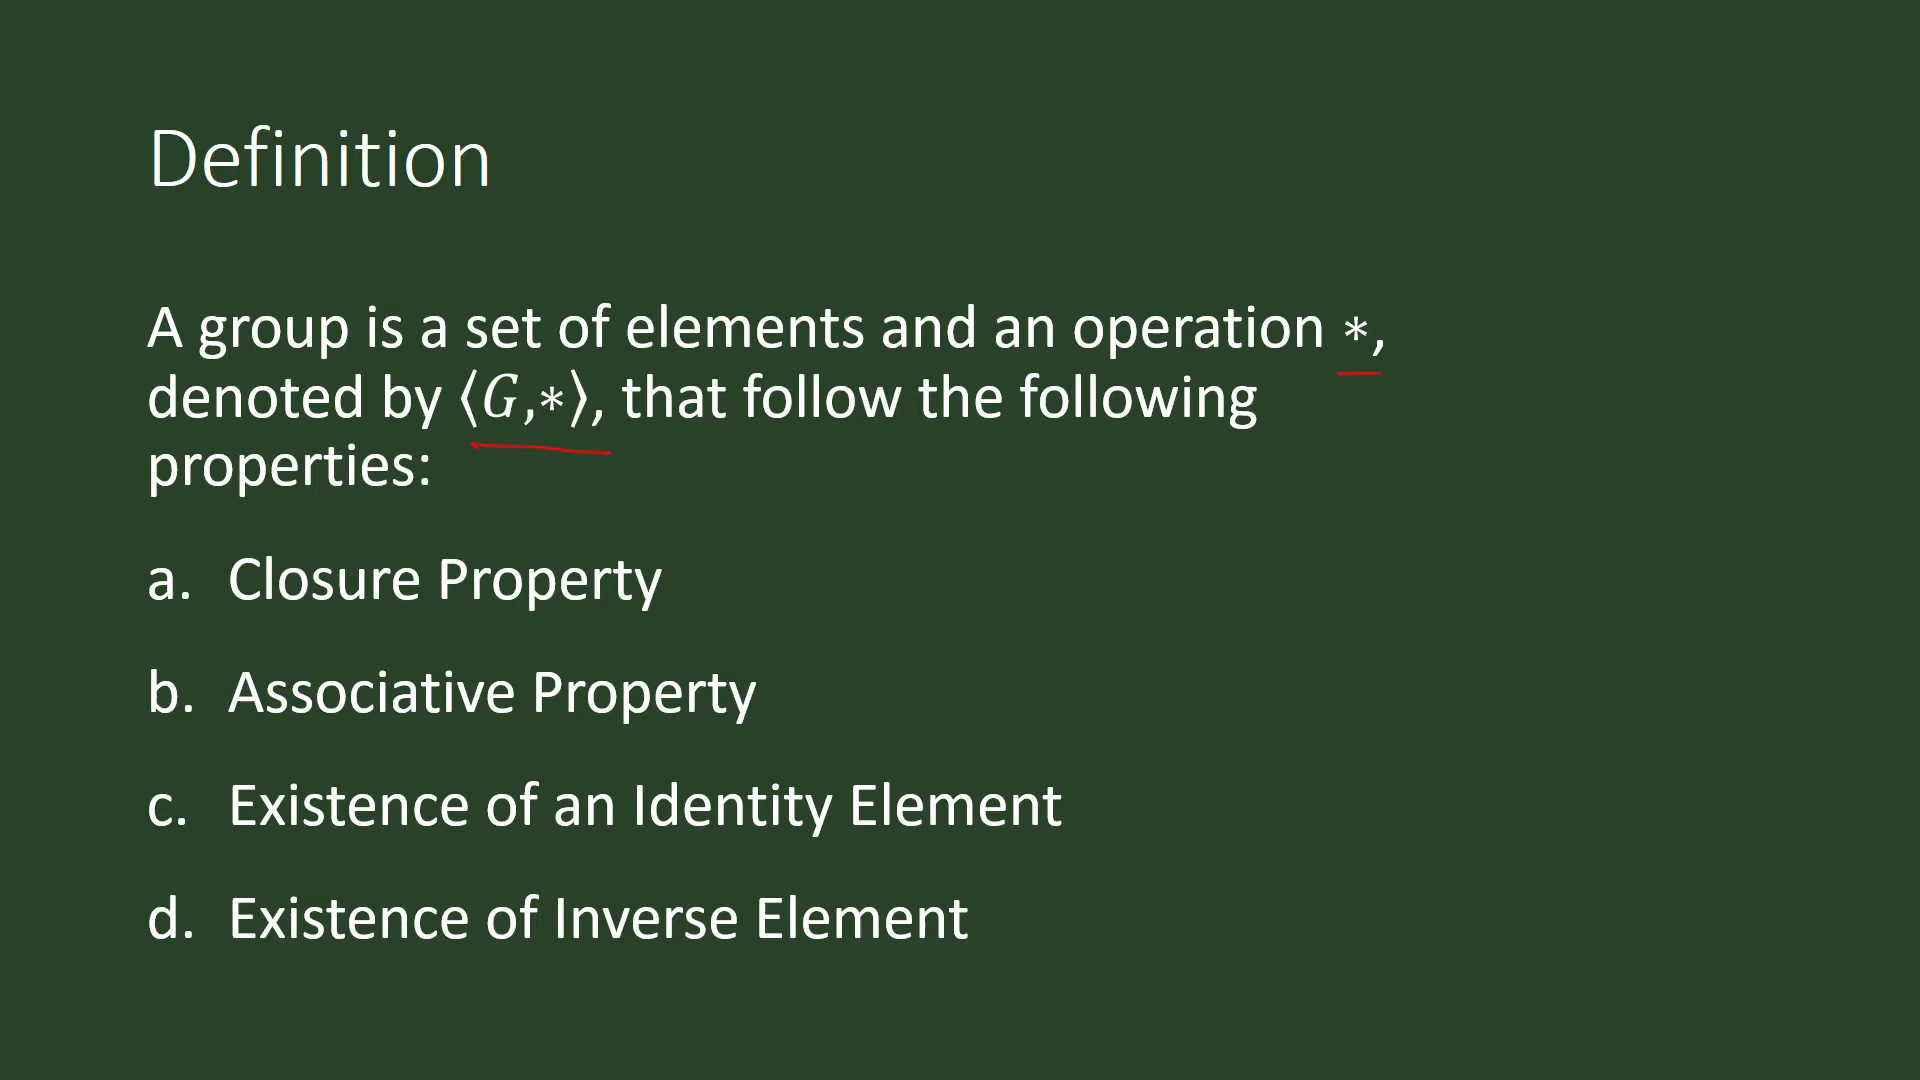 Definition
A group is a set of elements and an operation ∗,
denoted by ⟨G,∗⟩, that follow the following
properties:
a. Closure Property
b. Associative Property
c. Existence of an Identity Element
d. Existence of Inverse Element